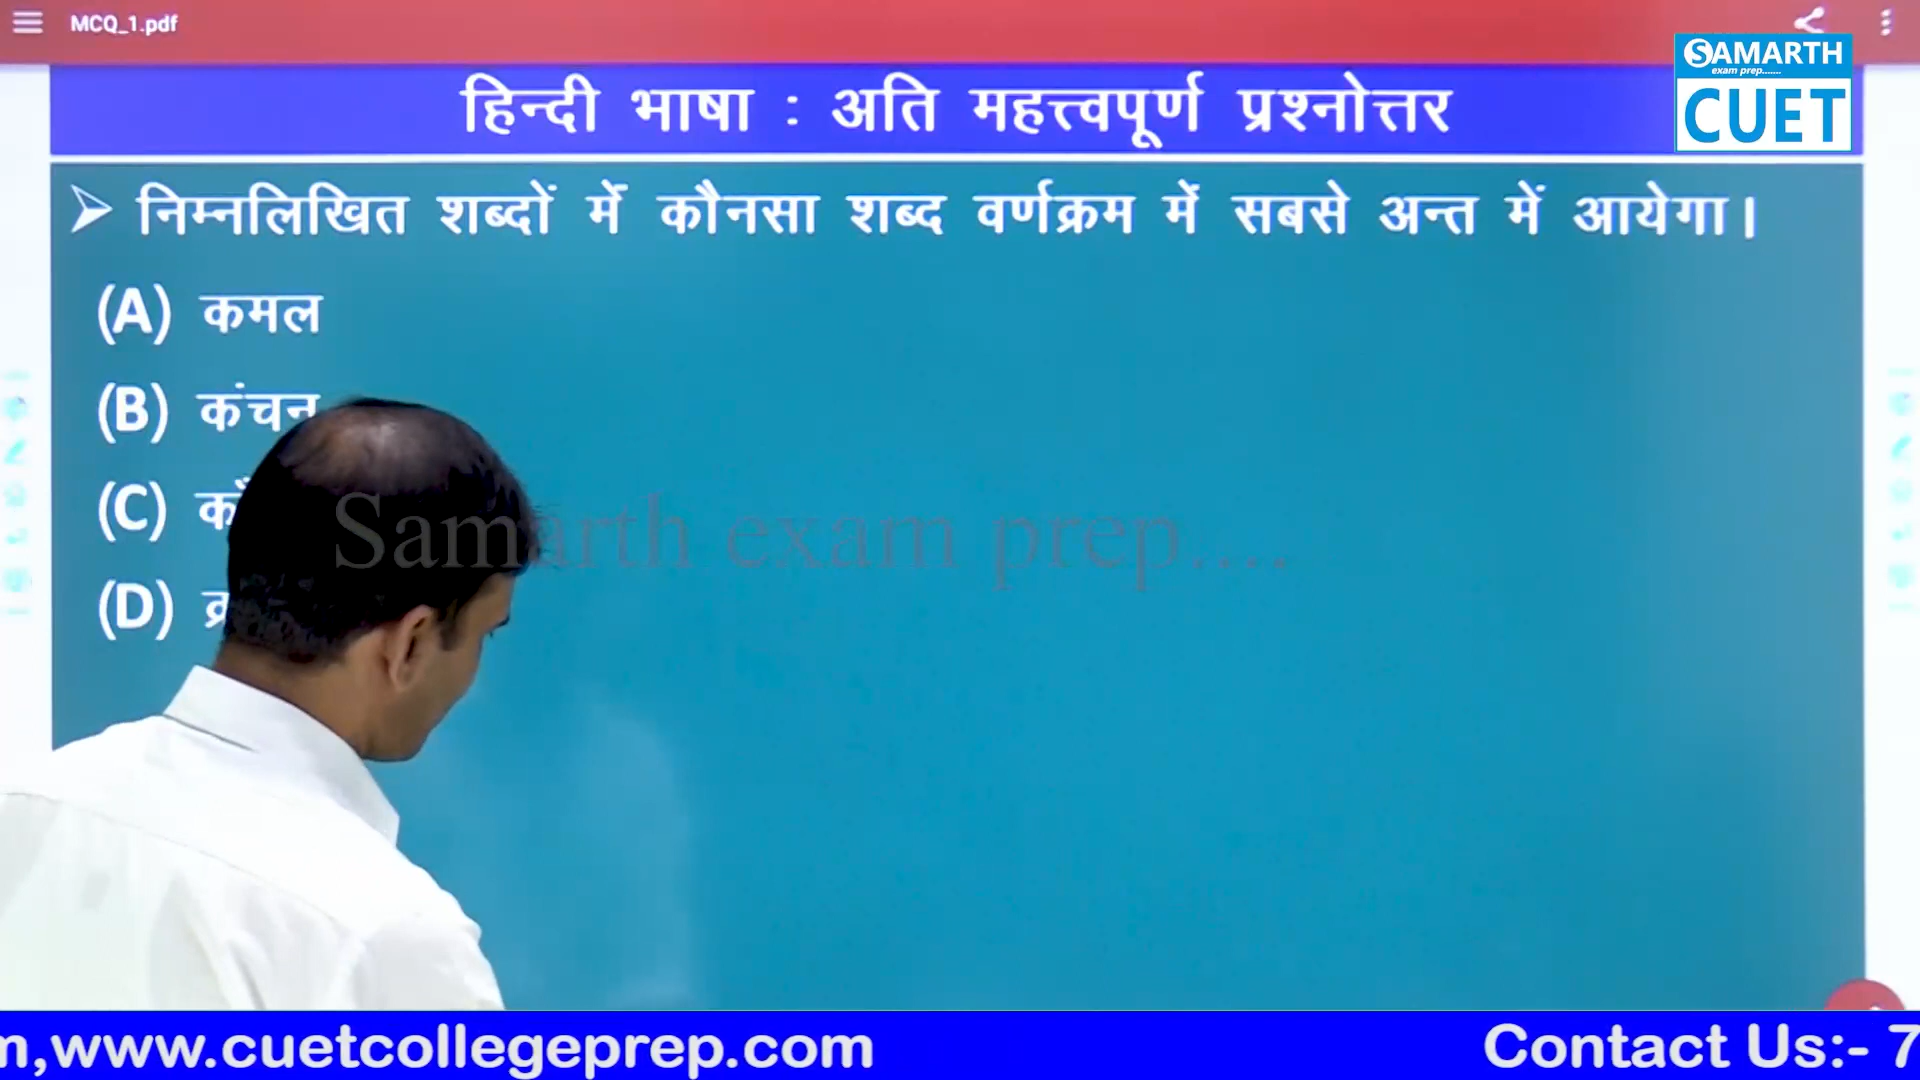 MCQ_1.pdf
SAMARTH
exam prep.......
CUET
हिन्दी भाषा : अति महत्त्वपूर्ण प्रश्नोत्तर
निम्नलिखित शब्दों में कौनसा शब्द वर्णक्रम में सबसे अन्त में आयेगा।
(A) कमल
(B) कंचन
(C)
(D)
Samarth exam prep....
m,www.cuetcollegeprep.com
Contact Us:- 7